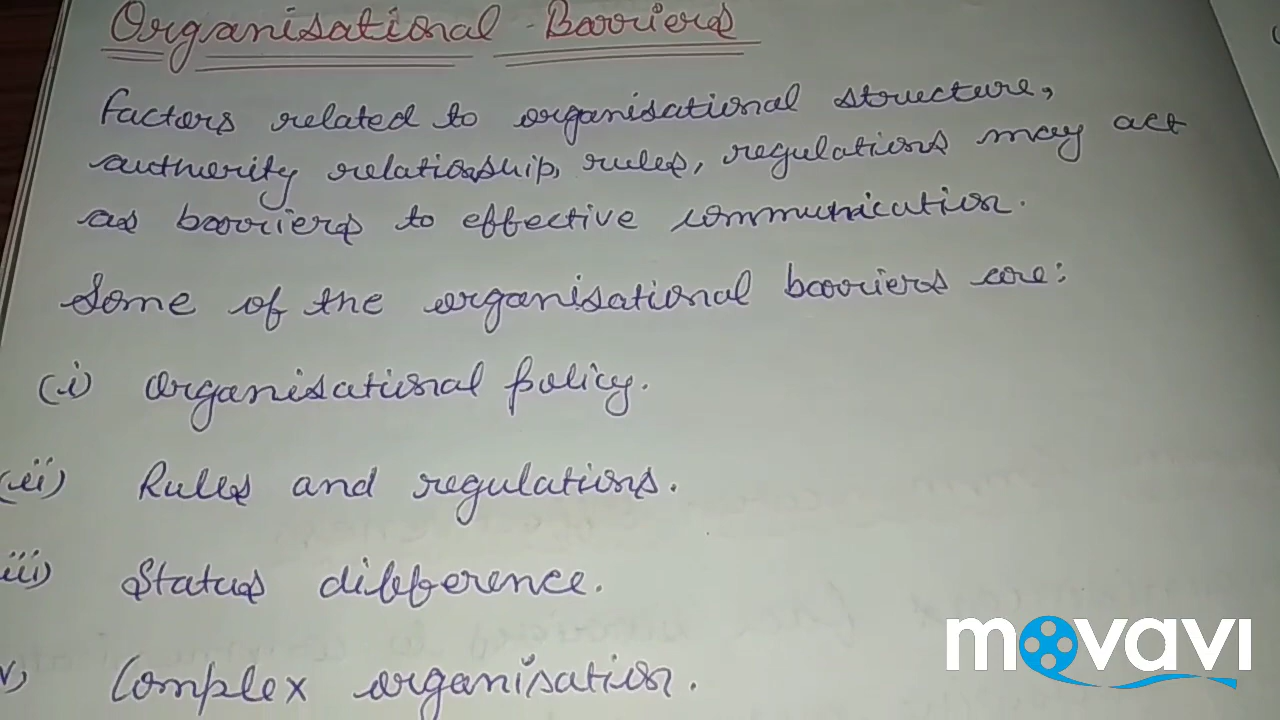 Organisational - Barriers
Factors related to organisational structure,
authority relatioship, rules, regulations may act
as barriers to effective communication.
Some of the organisational barriers are:
(i) Organisational policy.
(ii) Rules and regulations.
iii) Status difference.
v) Complex organisation.
movavi